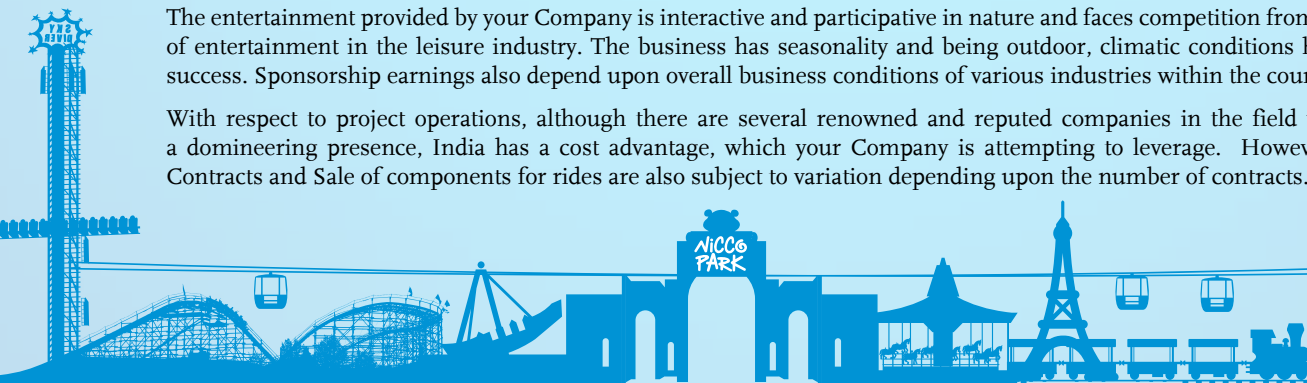 The entertainment provided by your Company is interactive and participative in nature and faces competition from
of entertainment in the leisure industry. The business has seasonality and being outdoor, climatic conditions
success. Sponsorship earnings also depend upon overall business conditions of various industries within the
With respect to project operations, although there are several renowned and reputed companies in the field
a domineering presence, India has a cost advantage, which your Company is attempting to leverage.
Contracts and Sale of components for rides are also subject to variation depending upon the number of contracts.
SKY
DIVER
NICCO
PARK